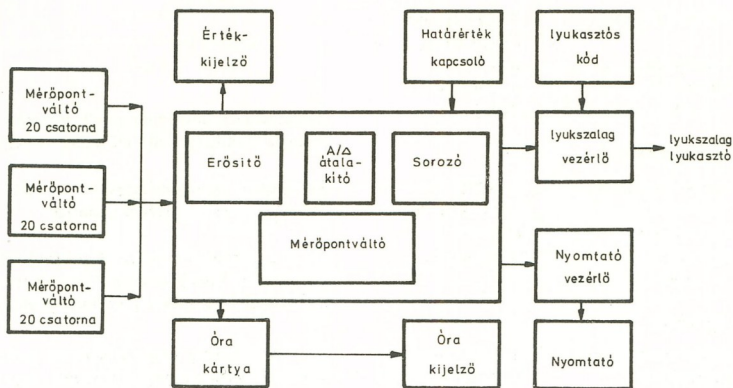 Érték-
kijelző
Határérték
kapcsoló
lyukasztós
kód
Mérőpont-
váltó
20 csatorna
Mérőpont-
váltó
20 csatorna
Mérőpont-
váltó
20 csatorna
Erősítő
A/Δ
átala-
kító
Sorozó
Mérőpontváltó
lyukszalag
vezérlő
lyukszalag
lyukasztó
Nyomtató
vezérlő
Óra
kártya
Óra
kijelző
Nyomtató